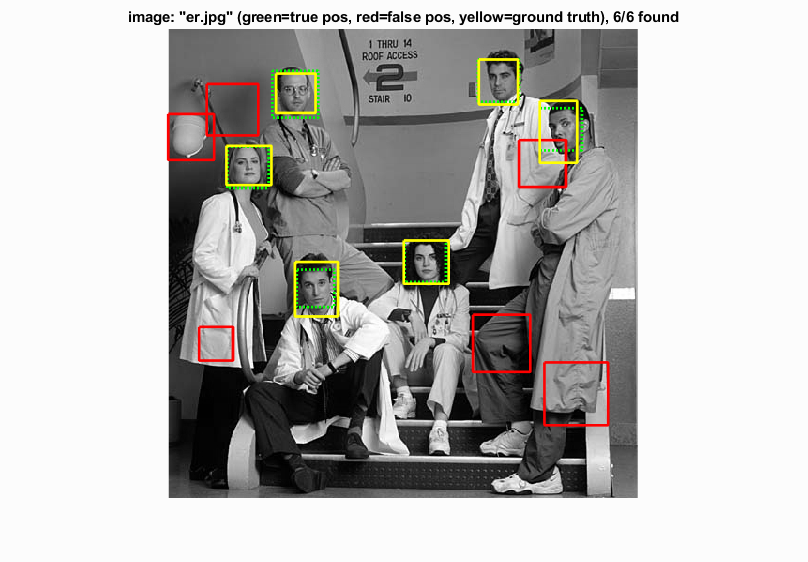 image: "er.jpg" (green=true pos, red=false pos, yellow=ground truth), 6/6 found
1 THRU 14
ROOF ACCESS
2
STAIR IO